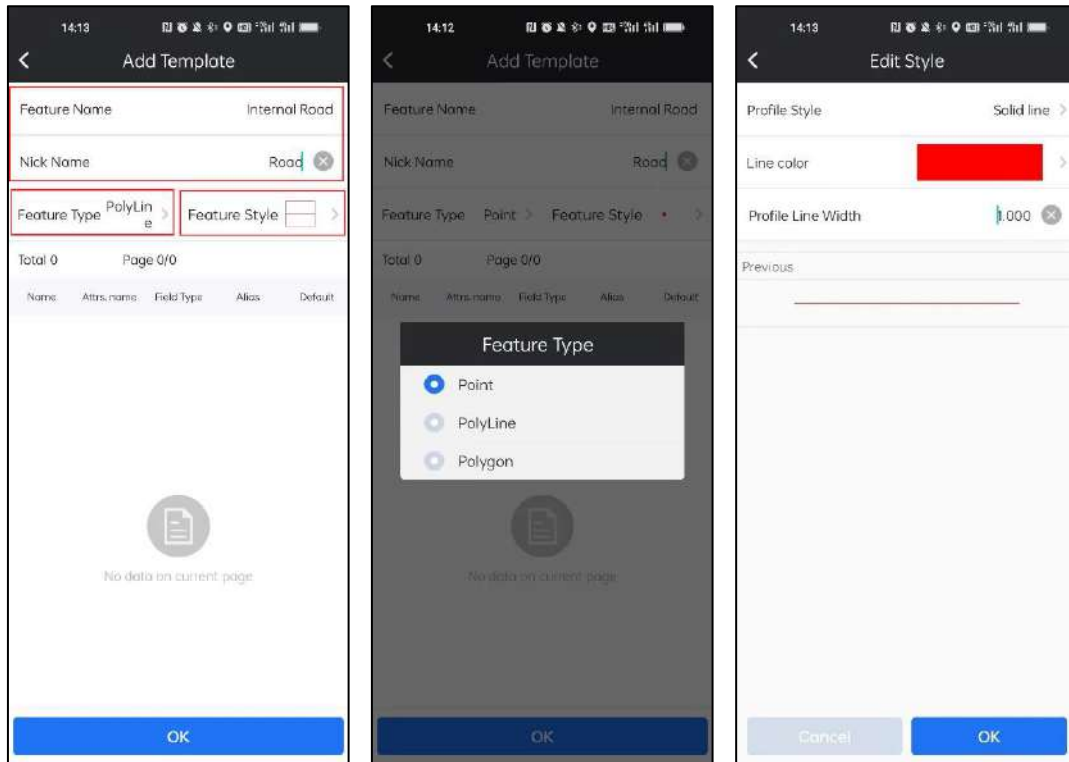 14:13
Add Template
Feature Name Internal Road
Nick Name Road
Feature Type PolyLin
e
Feature Style
Total 0 Page 0/0
Name Attrs.name Field Type Alias Default
No data on current page
OK
14:12
Add Template
Feature Name Internal Road
Nick Name Road
Feature Type Point Feature Style
Total 0 Page 0/0
Name Attrs.name Field Type Alias Default
Feature Type
Point
PolyLine
Polygon
No data on current page
OK
14:13
Edit Style
Profile Style Solid line
Line color
Profile Line Width 1.000
Previous
Cancel OK